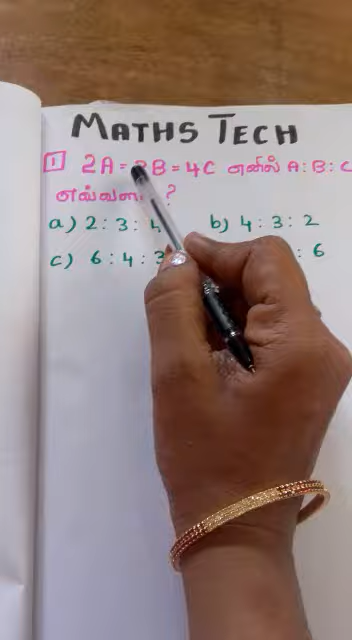 MATHS TECH
1 2A = 3B = 4C எனில் A : B : C
எவ்வளவு ?
a) 2 : 3 : 4 b) 4 : 3 : 2
c) 6 : 4 : 3 : 6